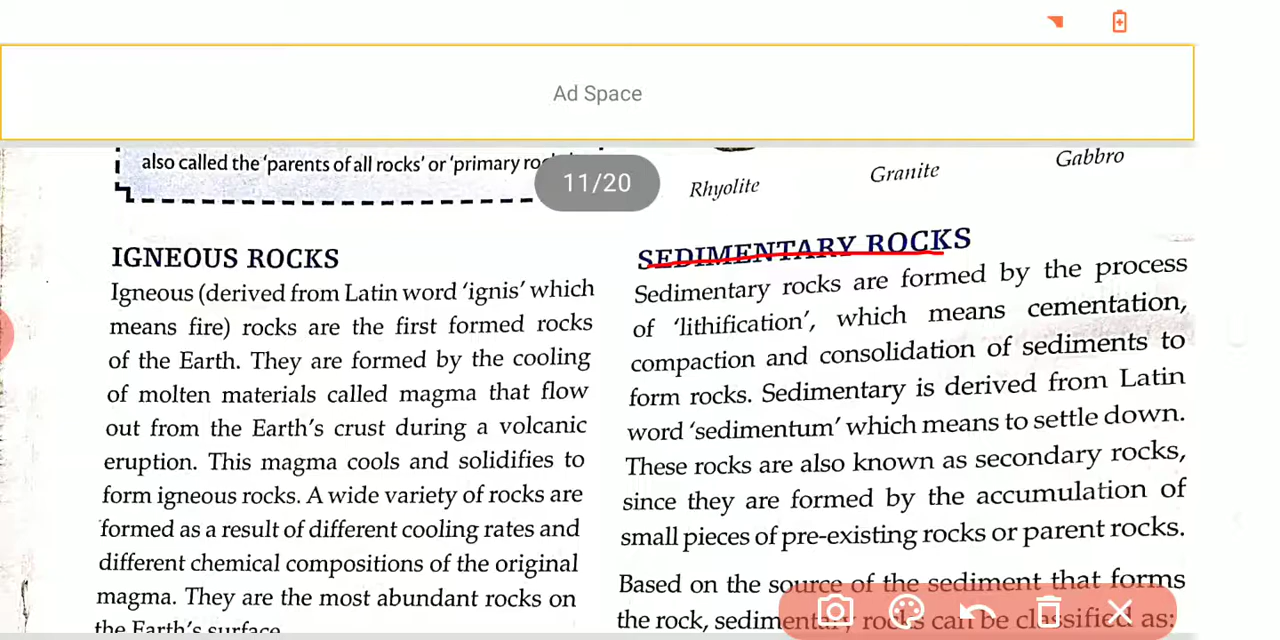 Ad Space
also called the 'parents of all rocks' or 'primary
11/20
Rhyolite
Granite
Gabbro
IGNEOUS ROCKS
Igneous (derived from Latin word 'ignis' which
means fire) rocks are the first formed rocks
of the Earth. They are formed by the cooling
of molten materials called magma that flow
out from the Earth's crust during a volcanic
eruption. This magma cools and solidifies to
form igneous rocks. A wide variety of rocks are
formed as a result of different cooling rates and
different chemical compositions of the original
magma. They are the most abundant rocks on
the Earth's surface.
SEDIMENTARY ROCKS
Sedimentary rocks are formed by the process
of 'lithification', which means cementation,
compaction and consolidation of sediments to
form rocks. Sedimentary is derived from Latin
word 'sedimentum' which means to settle down.
These rocks are also known as secondary rocks,
since they are formed by the accumulation of
small pieces of pre-existing rocks or parent rocks.
Based on the source of the sediment that forms
the rock, sedimentary rocks can be classified as: